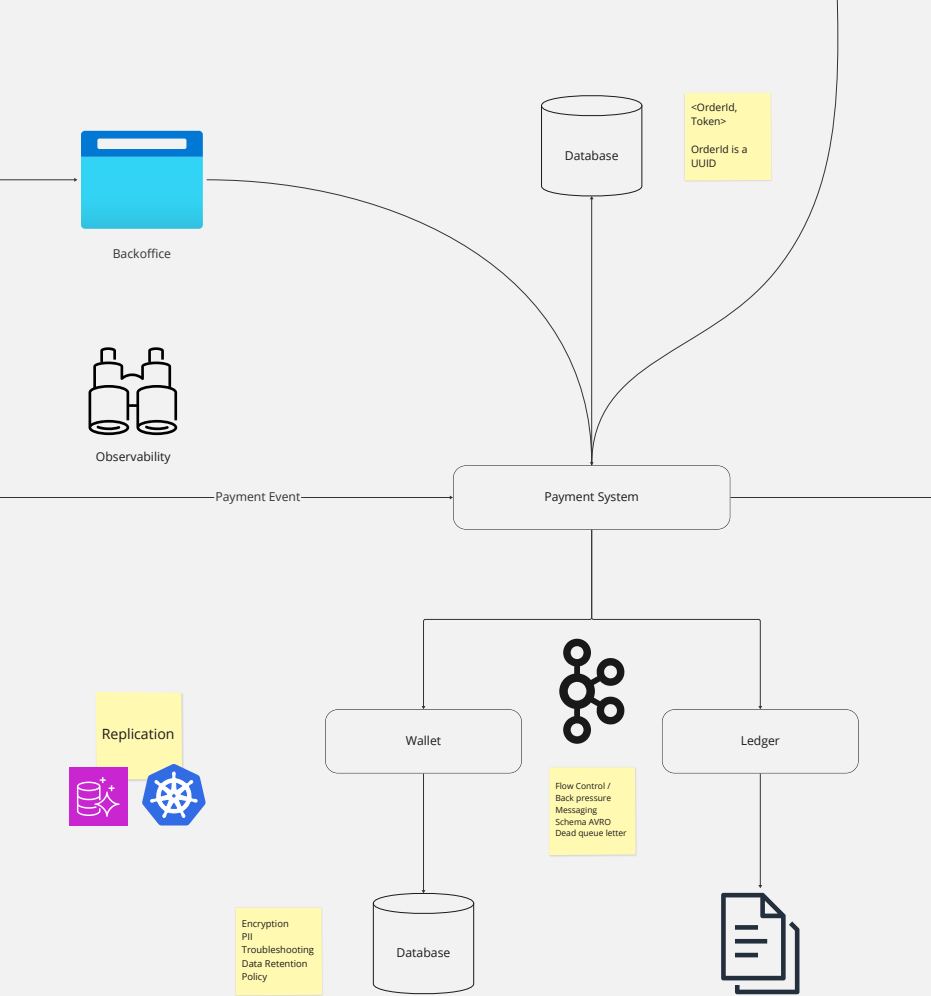 <OrderId,
Token>
OrderId is a
UUID
Database
Backoffice
Observability
Payment Event
Payment System
Replication
Wallet
Ledger
Flow Control /
Back pressure
Messaging
Schema AVRO
Dead queue letter
Encryption
PII
Troubleshooting
Data Retention
Policy
Database